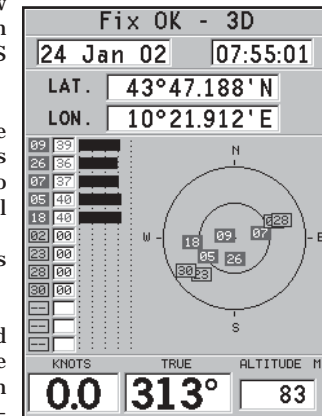 Fix OK - 3D
24 Jan 02 07:55:01
LAT. 43°47.188'N
LON. 10°21.912'E
09 39
26 36
07 37
05 40
18 40
02 00
23 00
28 00
30 00
--
--
--
N
W E
S
28
07
09
18
05 26
30 23
KNOTS TRUE ALTITUDE M
0.0 313° 83